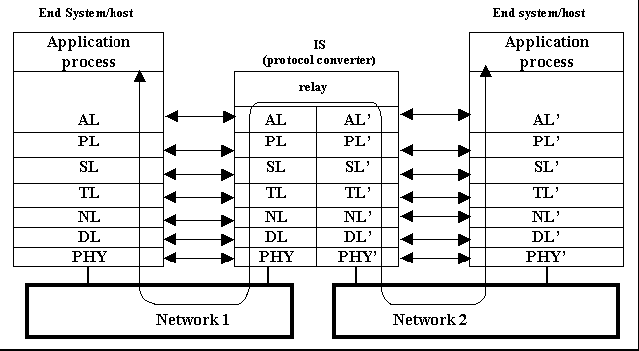 End System/host
End system/host
IS
(protocol converter)
Application
process
Application
process
relay
AL
AL
AL’
AL’
PL
PL
PL’
PL’
SL
SL
SL’
SL’
TL
TL
TL’
TL’
NL
NL
NL’
NL’
DL
DL
DL’
DL’
PHY
PHY
PHY’
PHY’
Network 1
Network 2